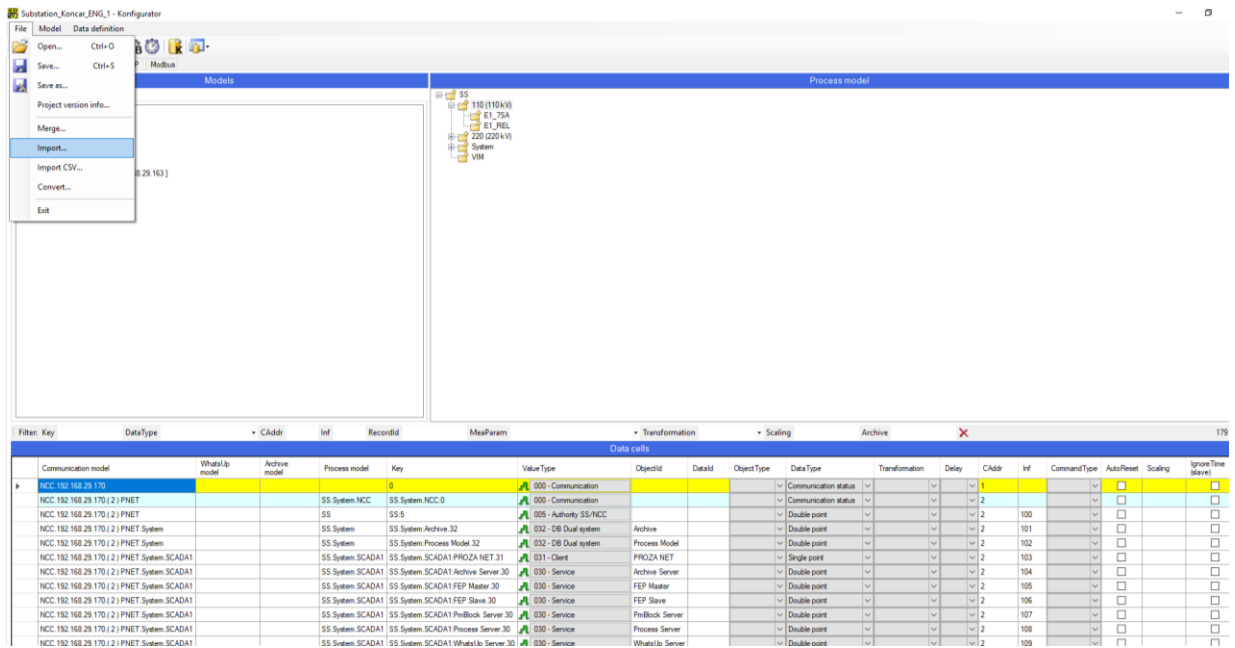 Substation_Koncar_ENG_1 - Konfigurator
File Model Data definition
Open... Ctrl+O
Save... Ctrl+S
Save as...
Project version info...
Merge...
Import...
Import CSV...
Convert...
Exit
Modbus
Models
8.29.163 ]
Process model
SS
110 (110 kV)
E1_7SA
E1_REL
220 (220 kV)
System
VIM
Filter: Key DataType CAddr Inf RecordId MeaParam Transformation Scaling Archive 179
Data cells
Communication model WhatsUp model Archive model Process model Key ValueType ObjectId DataId ObjectType DataType Transformation Delay CAddr Inf CommandType AutoReset Scaling IgnoreTime (slave)
NCC.192.168.29.170 0 000 - Communication Communication status 1
NCC.192.168.29.170.( 2 ) PNET SS.System.NCC SS.System.NCC:0 000 - Communication Communication status 2
NCC.192.168.29.170.( 2 ) PNET SS SS:5 005 - Authority SS/NCC Double point 2 100
NCC.192.168.29.170.( 2 ) PNET.System SS.System SS.System:Archive.32 032 - DB Dual system Archive Double point 2 101
NCC.192.168.29.170.( 2 ) PNET.System SS.System SS.System:Process Model.32 032 - DB Dual system Process Model Double point 2 102
NCC.192.168.29.170.( 2 ) PNET.System.SCADA1 SS.System.SCADA1 SS.System.SCADA1:PROZA NET.31 031 - Client PROZA NET Single point 2 103
NCC.192.168.29.170.( 2 ) PNET.System.SCADA1 SS.System.SCADA1 SS.System.SCADA1:Archive Server.30 030 - Service Archive Server Double point 2 104
NCC.192.168.29.170.( 2 ) PNET.System.SCADA1 SS.System.SCADA1 SS.System.SCADA1:FEP Master.30 030 - Service FEP Master Double point 2 105
NCC.192.168.29.170.( 2 ) PNET.System.SCADA1 SS.System.SCADA1 SS.System.SCADA1:FEP Slave.30 030 - Service FEP Slave Double point 2 106
NCC.192.168.29.170.( 2 ) PNET.System.SCADA1 SS.System.SCADA1 SS.System.SCADA1:PmBlock Server.30 030 - Service PmBlock Server Double point 2 107
NCC.192.168.29.170.( 2 ) PNET.System.SCADA1 SS.System.SCADA1 SS.System.SCADA1:Process Server.30 030 - Service Process Server Double point 2 108
NCC.192.168.29.170.( 2 ) PNET.System.SCADA1 SS.System.SCADA1 SS.System.SCADA1:WhatsUp Server.30 030 - Service WhatsUp Server Double point 2 109